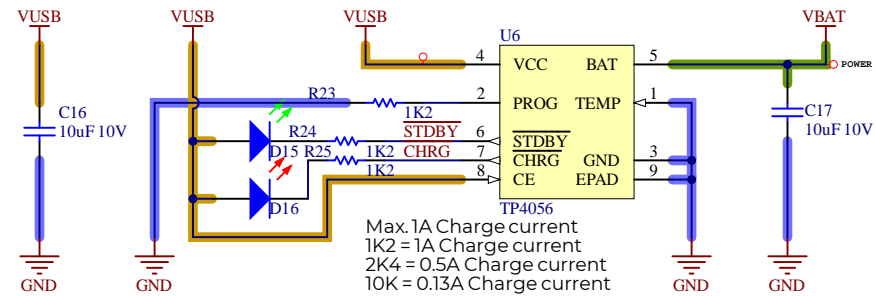 VUSB
VUSB
VUSB
VBAT
U6
4
VCC
BAT
5
POWER
C16
10uF 10V
R23
1K2
2
PROG
TEMP
1
C17
10uF 10V
D15
R24
1K2
STDBY
6
STDBY
R25
1K2
CHRG
7
CHRG
GND
3
8
CE
EPAD
9
D16
TP4056
Max. 1A Charge current
1K2 = 1A Charge current
2K4 = 0.5A Charge current
10K = 0.13A Charge current
GND
GND
GND
GND